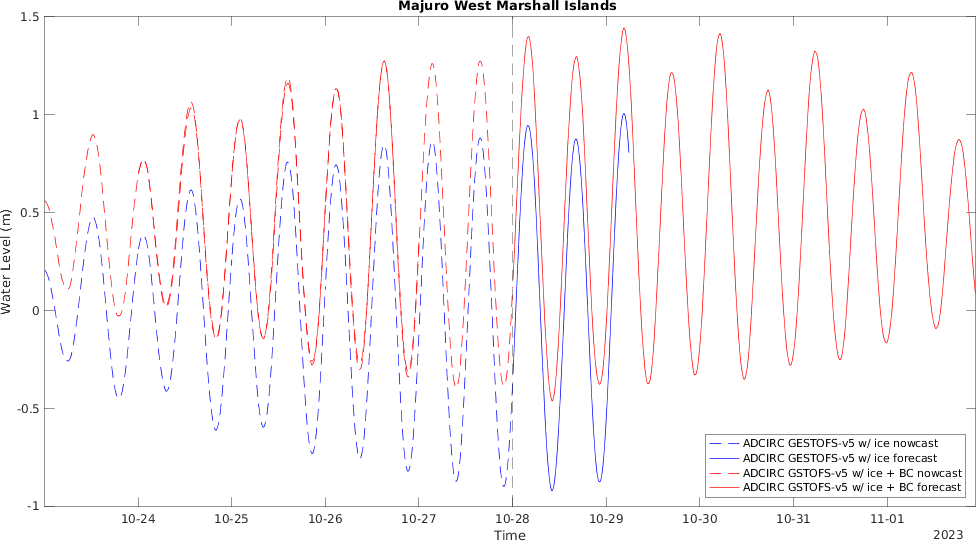 Majuro West Marshall Islands
1.5
1
0.5
0
-0.5
-1
Water Level (m)
10-24 10-25 10-26 10-27 10-28 10-29 10-30 10-31 11-01
Time
2023
ADCIRC GESTOFS-v5 w/ ice nowcast
ADCIRC GESTOFS-v5 w/ ice forecast
ADCIRC GSTOFS-v5 w/ ice + BC nowcast
ADCIRC GSTOFS-v5 w/ ice + BC forecast